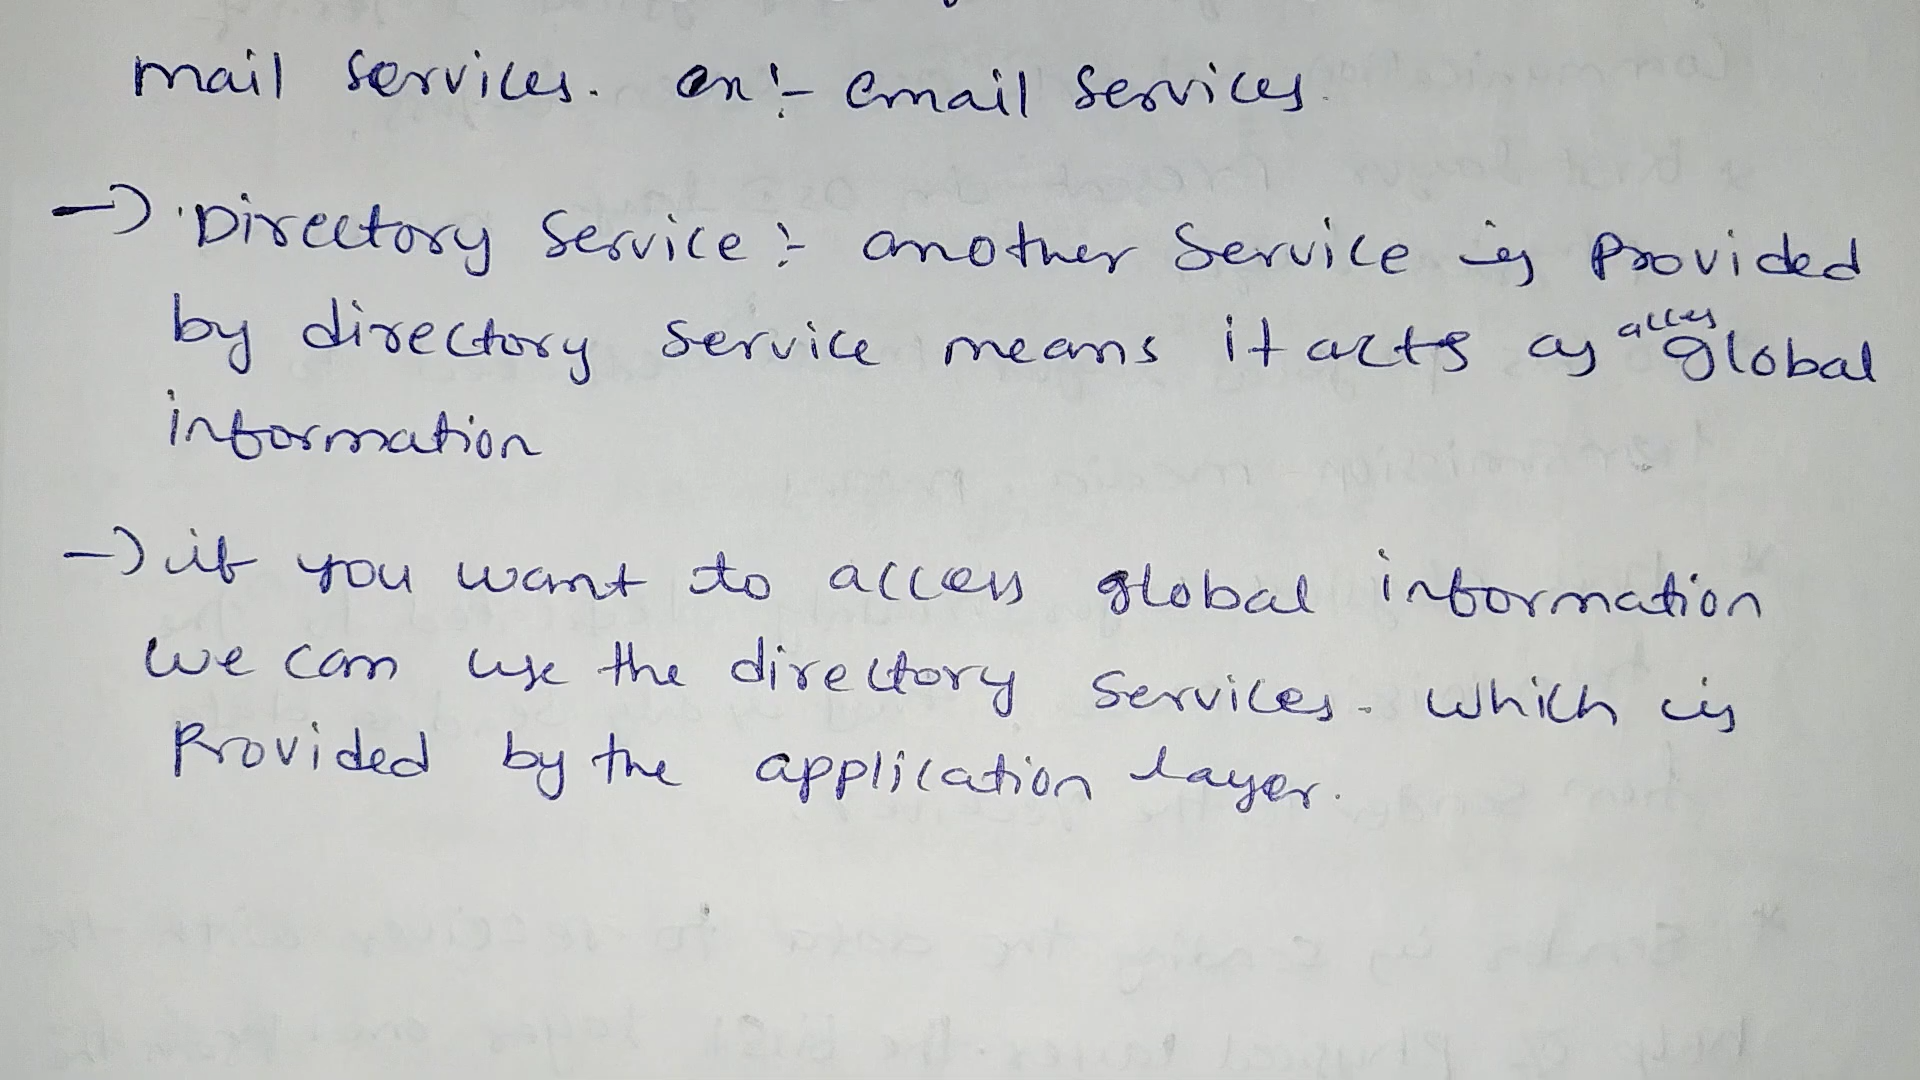 mail services. ex:- Email Services.
→ Directory Service:- another Service is Provided
by directory Service means it acts as acces global
information
→ if you want to access global information
we can use the directory Services. which is
Provided by the application layer.